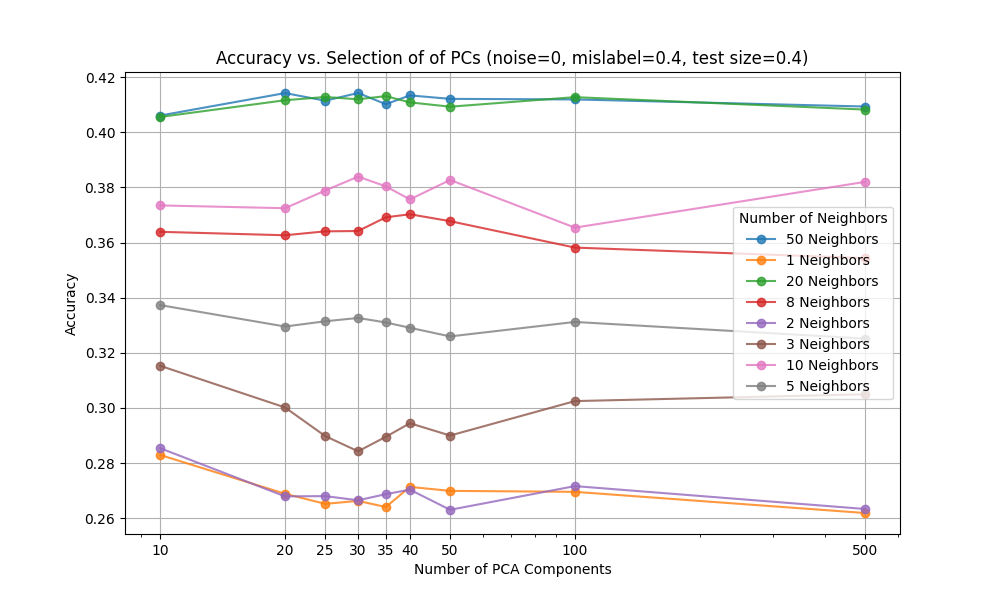 Accuracy vs. Selection of of PCs (noise=0, mislabel=0.4, test size=0.4)
Accuracy
0.42
0.40
0.38
0.36
0.34
0.32
0.30
0.28
0.26
Number of Neighbors
50 Neighbors
1 Neighbors
20 Neighbors
8 Neighbors
2 Neighbors
3 Neighbors
10 Neighbors
5 Neighbors
10 20 25 30 35 40 50 100 500
Number of PCA Components